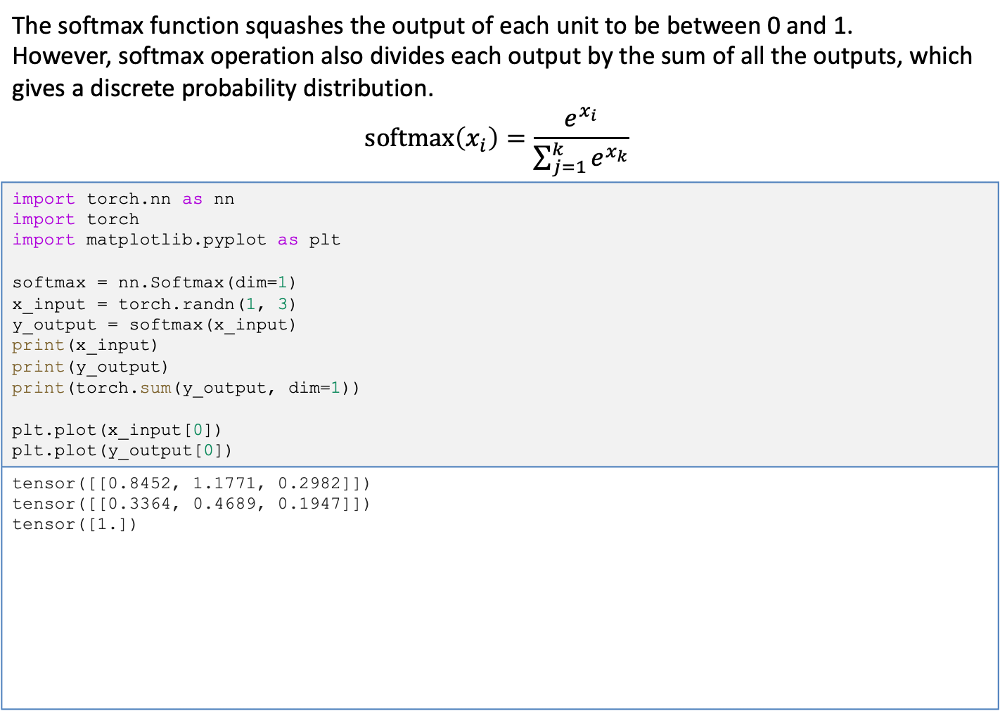 The softmax function squashes the output of each unit to be between 0 and 1.
However, softmax operation also divides each output by the sum of all the outputs, which
gives a discrete probability distribution.
softmax(xᵢ) = e^{x_i} / ∑_{j=1}^{k} e^{x_k}
import torch.nn as nn
import torch
import matplotlib.pyplot as plt
softmax = nn.Softmax(dim=1)
x_input = torch.randn(1, 3)
y_output = softmax(x_input)
print(x_input)
print(y_output)
print(torch.sum(y_output, dim=1))
plt.plot(x_input[0])
plt.plot(y_output[0])
tensor([[0.8452, 1.1771, 0.2982]])
tensor([[0.3364, 0.4689, 0.1947]])
tensor([1.])